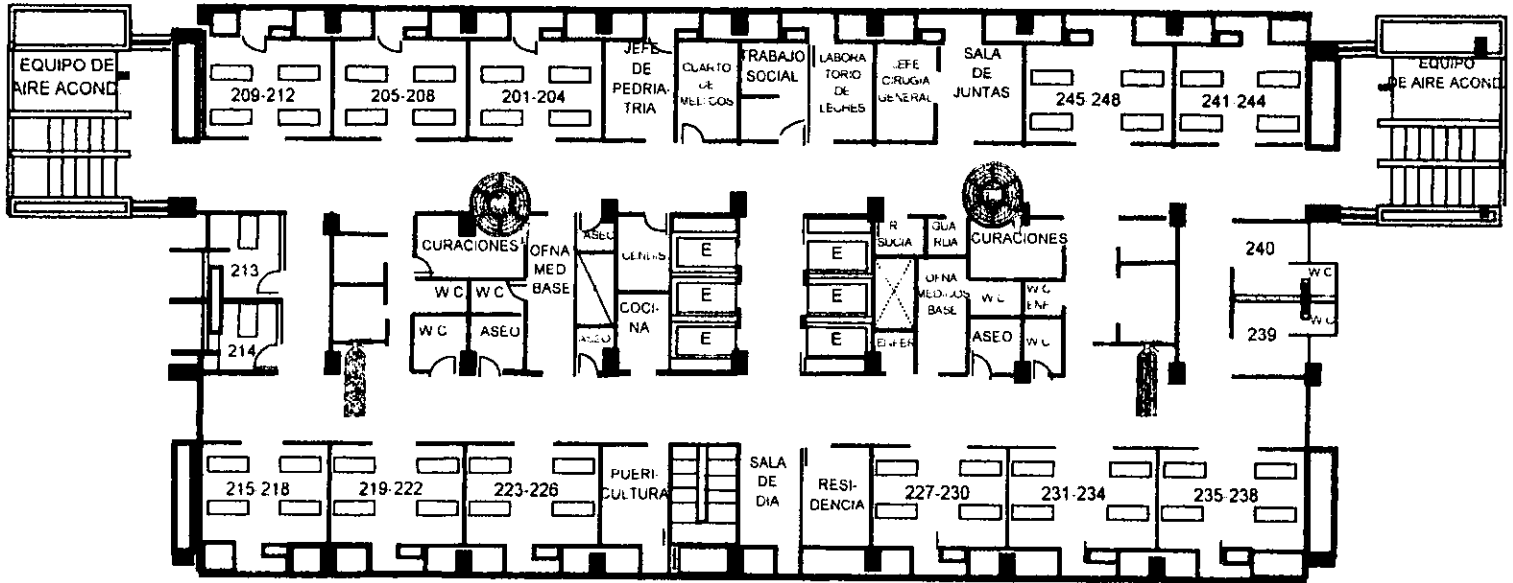 EQUIPO DE
AIRE ACOND
209-212
205-208
201-204
JEFE
DE
PEDRIA-
TRIA
CUARTO
DE
MEDICOS
TRABAJO
SOCIAL
LABORA
TORIO
DE
LECHES
JEFE
CIRUGIA
GENERAL
SALA
DE
JUNTAS
245-248
241-244
EQUIPO
DE AIRE ACOND
213
214
CURACIONES
W C
W C
W C
ASEO
OFNA
MED
BASE
ASEO
ASEO
COCI-
NA
E
E
E
E
E
E
R
SUCIA
GUA
RDA
CURACIONES
ENFER
OFNA
MEDICOS
BASE
W C
W C
ENF
ASEO
W C
240
W C
W C
239
215-218
219-222
223-226
PUERI-
CULTURA
SALA
DE
DIA
RESI-
DENCIA
227-230
231-234
235-238